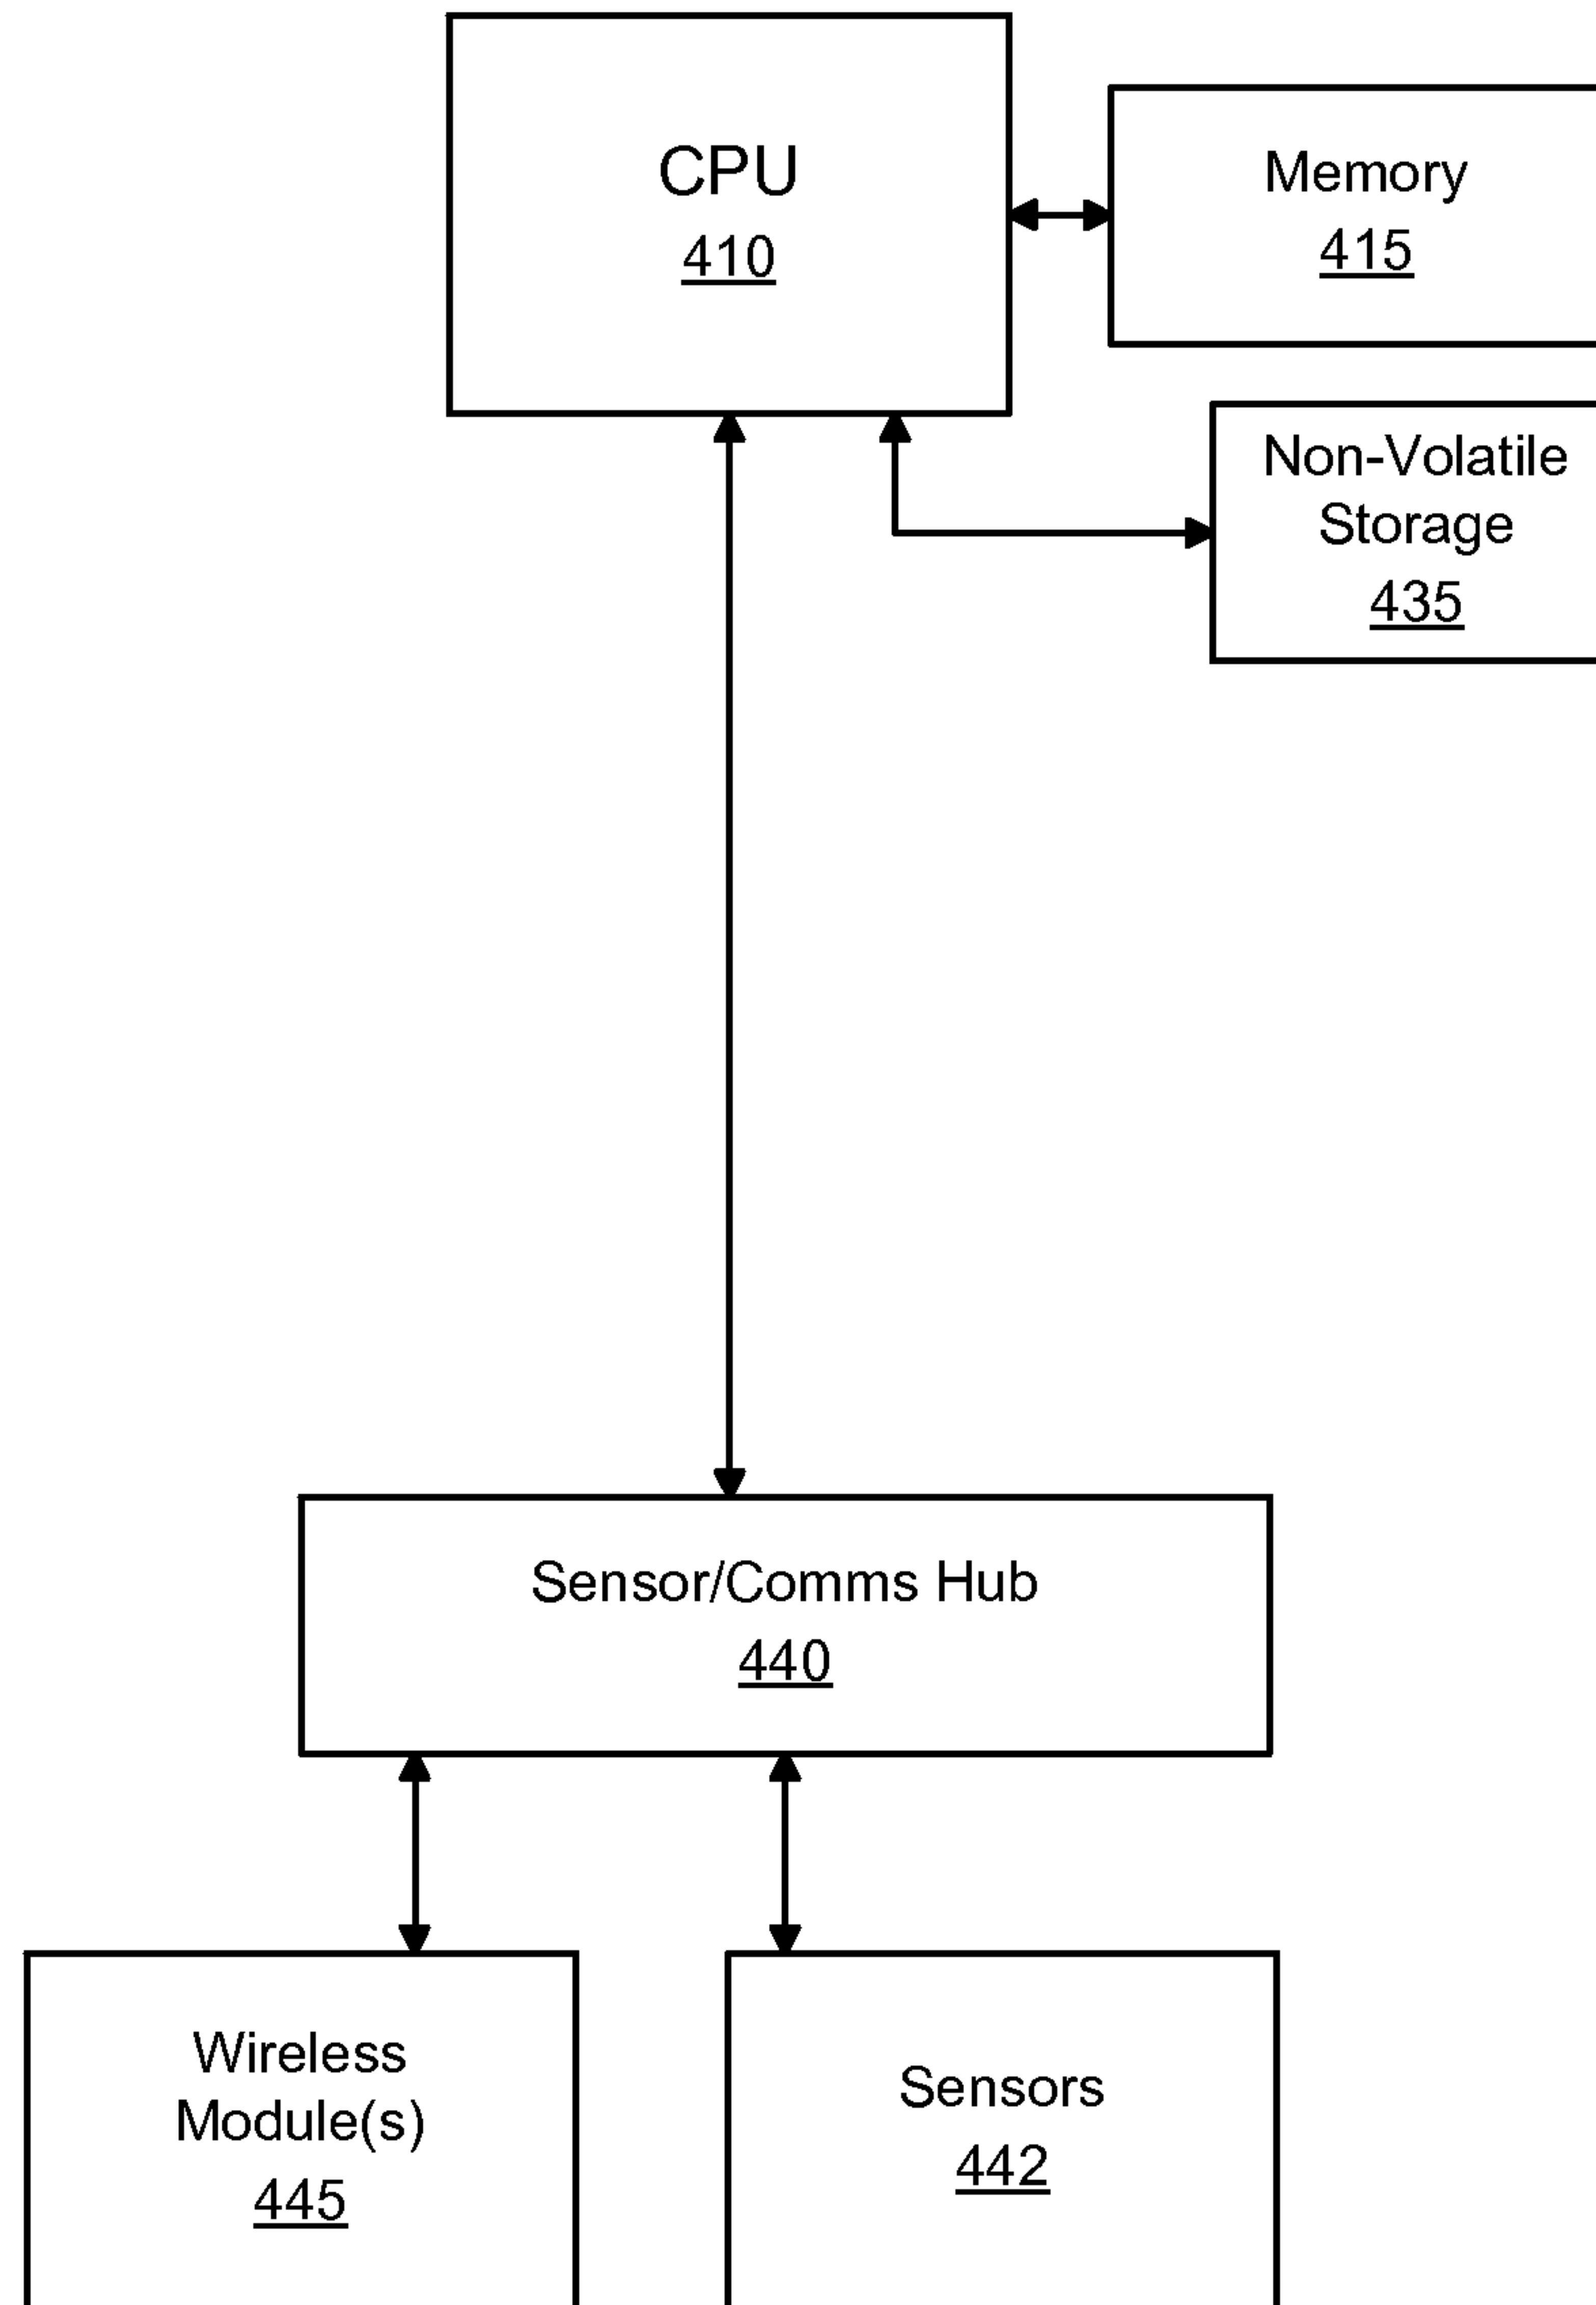 CPU
410
Memory
415
Non-Volatile
Storage
435
Sensor/Comms Hub
440
Wireless
Module(s)
445
Sensors
442